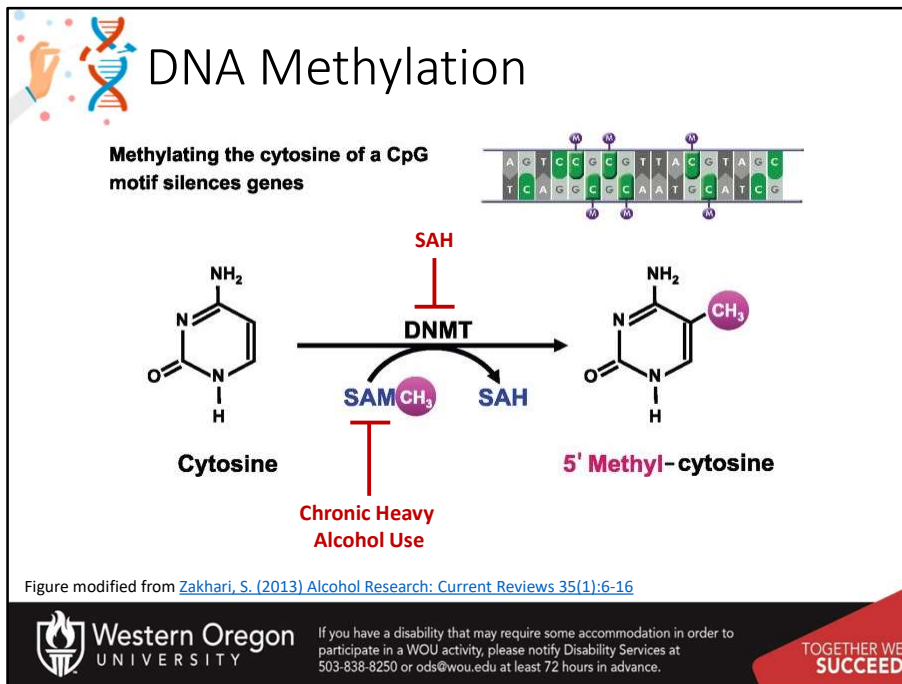 DNA Methylation
Methylating the cytosine of a CpG
motif silences genes
M M M
A G T C C G C G T T A C G T A G C
T C A G G C G C A A T G C A T C G
M M M
SAH
NH₂
N
O
N
H
DNMT
SAM CH₃
SAH
NH₂
CH₃
N
O
N
H
Cytosine
5' Methyl-cytosine
Chronic Heavy
Alcohol Use
Figure modified from Zakhari, S. (2013) Alcohol Research: Current Reviews 35(1):6-16
Western Oregon
UNIVERSITY
If you have a disability that may require some accommodation in order to
participate in a WOU activity, please notify Disability Services at
503-838-8250 or ods@wou.edu at least 72 hours in advance.
TOGETHER WE
SUCCEED